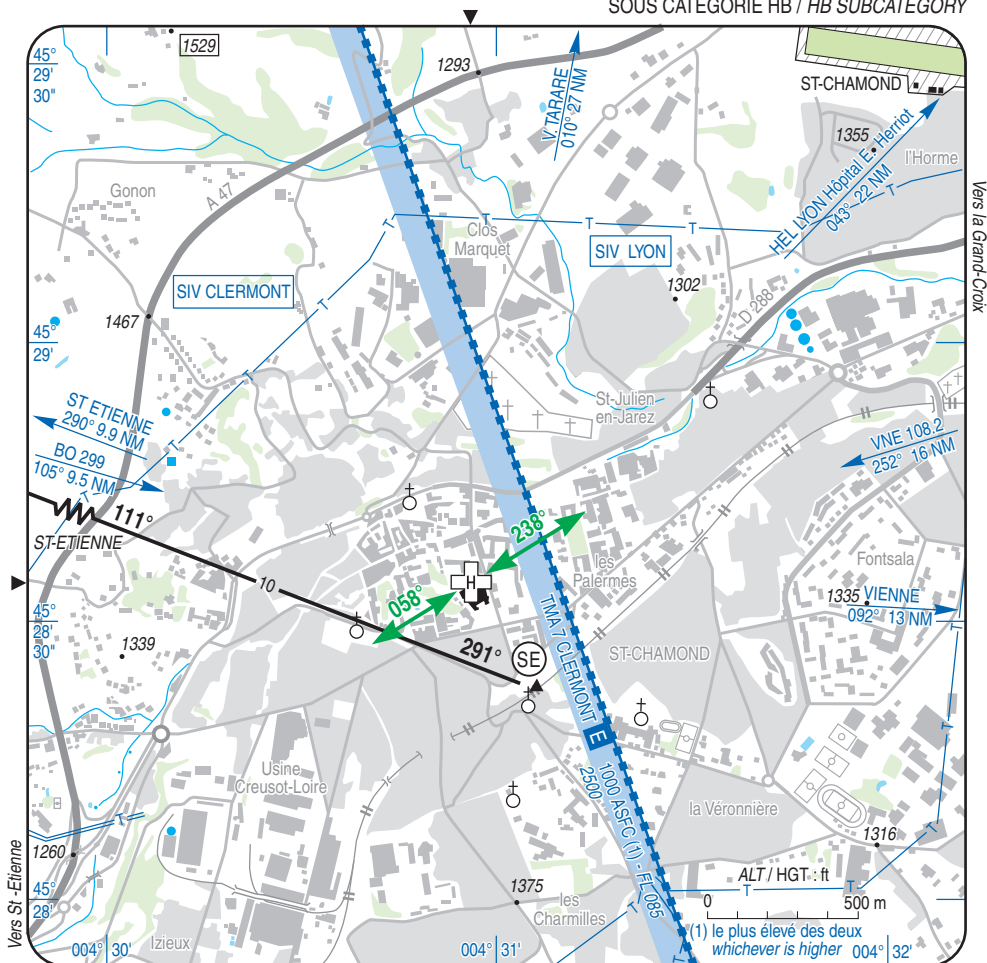 SOUS CATEGORIE HB / HB SUBCATEGORY
45°
29'
30"
1529
1293
V. TARARE
010° 27 NM
ST-CHAMOND
1355
l'Horme
HEL LYON Hôpital E. Herriot
043° 22 NM
Vers la Grand-Croix
Gonon
A 47
T
T
T
T
T
Clos
Marquet
SIV LYON
SIV CLERMONT
T
1302
D 288
1467
45°
29'
T
ST ETIENNE
290° 9.9 NM
BO 299
105° 9.5 NM
T
T
St-Julien
en-Jarez
VNE 108.2
252° 16 NM
111°
ST-ETIENNE
10
238°
058°
H
les
Palermes
Fontsala
1335
VIENNE
092° 13 NM
45°
28'
30"
1339
291°
SE
TMA 7 CLERMONT
E
1000 ASFC (1) - FL 085
2500
ST-CHAMOND
T
T
Usine
Creusot-Loire
la Véronnière
T
1260
1316
T
ALT / HGT : ft
T
T
T
0
500 m
1375
les
Charmilles
T
T
45°
28'
Vers St -Etienne
Izieux
(1) le plus élevé des deux
whichever is higher
004° 30'
004° 31'
004° 32'